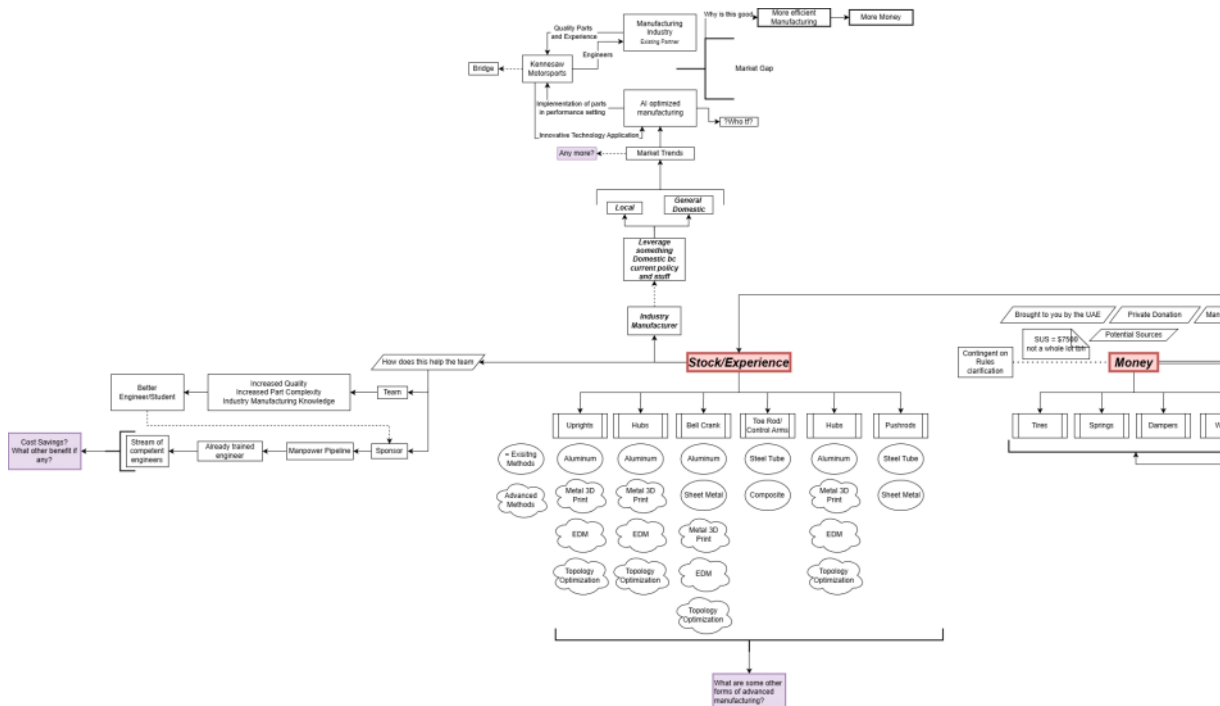 Why is this good
More efficient
Manufacturing
More Money
Quality Parts
and Experience
Manufacturing
Industry
Existing Partner
Engineers
Bridge
Kennesaw
Motorsports
Market Gap
Implementation of parts
in performance setting
AI optimized
manufacturing
?Who tf?
Innovative Technology Application
Any more?
Market Trends
Local
General
Domestic
Leverage
something
Domestic bc
current policy
and stuff
Industry
Manufacturer
Brought to you by the UAE
Private Donation
Man
SUS = $7500
not a whole lot tbh
Potential Sources
Contingent on
Rules
clarification
How does this help the team
Stock/Experience
Money
Better
Engineer/Student
Increased Quality
Increased Part Complexity
Industry Manufacturing Knowledge
Team
Cost Savings?
What other benefit if
any?
Stream of
competent
engineers
Already trained
engineer
Manpower Pipeline
Sponsor
Uprights
Hubs
Bell Crank
Toe Rod/
Control Arms
Hubs
Pushrods
Tires
Springs
Dampers
W
= Exisitng
Methods
Aluminum
Aluminum
Aluminum
Steel Tube
Aluminum
Steel Tube
Advanced
Methods
Metal 3D
Print
Metal 3D
Print
Sheet Metal
Composite
Metal 3D
Print
Sheet Metal
EDM
EDM
Metal 3D
Print
EDM
Topology
Optimization
Topology
Optimization
EDM
Topology
Optimization
Topology
Optimization
What are some other
forms of advanced
manufacturing?